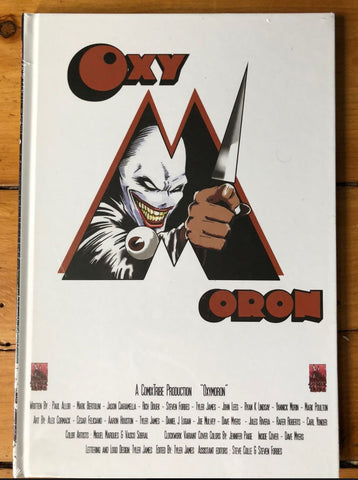 OXY
M
ORON
A COMIXTRIBE PRODUCTION "OXYMORON"
WRITTEN BY: PAUL ALLOR - MARK BERTOLINI - JASON CIARAMELLA - RICH DOUEK - STEVEN FORBES - TYLER JAMES - JOHN LEES - RYAN K LINDSAY - YANNICK MORIN - MARK POULTON
ART BY: ALEX CORMACK - CESAR FELICIANO - AARON HOUSTON - TYLER JAMES - DANIEL J LOGAN - JOE MULVEY - DAVE MYERS - JULES RIVERA - RAFER ROBERTS - CARL YONDER
COLOR ARTISTS - MIGUEL MARQUES & VASCO SOBRAL CLOCKWORK VARIANT COVER COLORS BY: JENNIFER PAIGE INSIDE COVER - DAVE MYERS
LETTERING AND LOGO DESIGN: TYLER JAMES EDITED BY: TYLER JAMES ASSISTANT EDITORS - STEVE COLLE & STEVEN FORBES